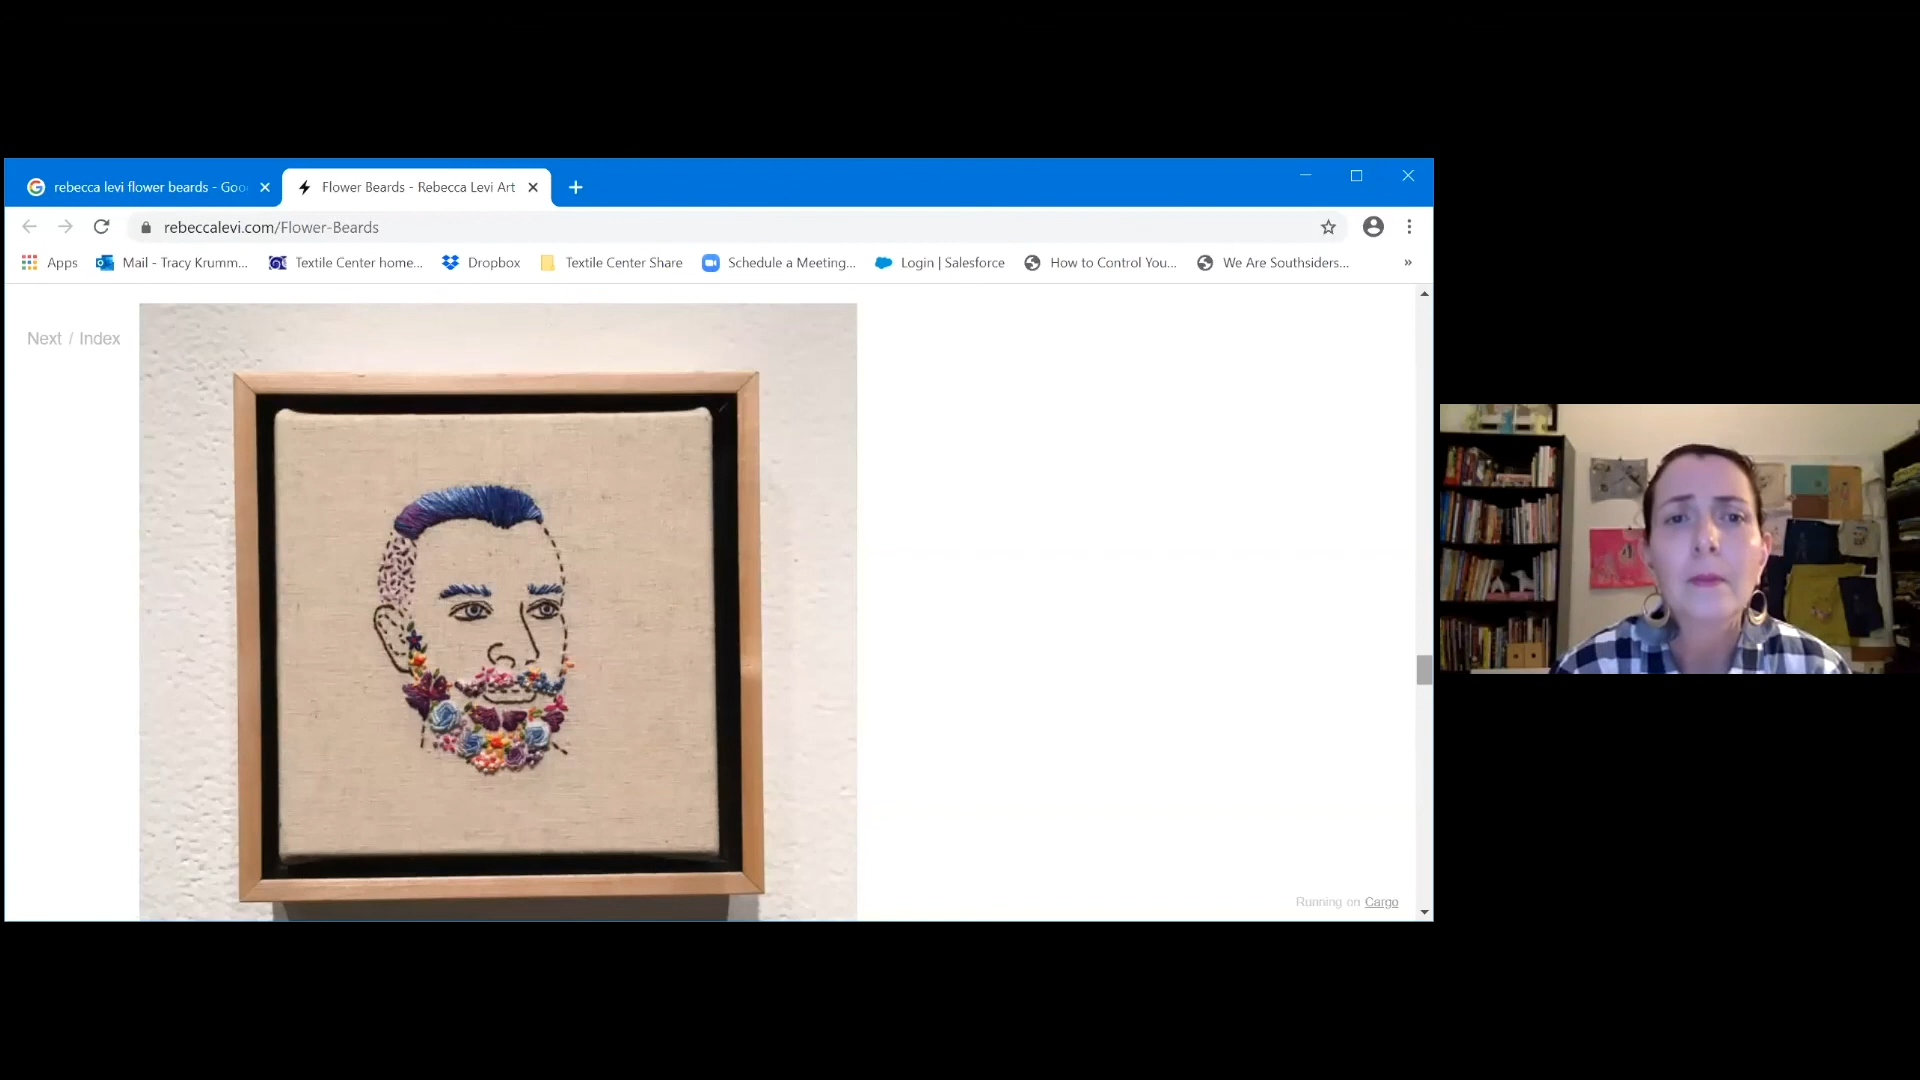 rebecca levi flower beards - Goo
Flower Beards - Rebecca Levi Art
rebeccalevi.com/Flower-Beards
Apps
Mail - Tracy Krumm...
Textile Center home...
Dropbox
Textile Center Share
Schedule a Meeting...
Login | Salesforce
How to Control You...
We Are Southsiders...
»
Next / Index
Running on Cargo